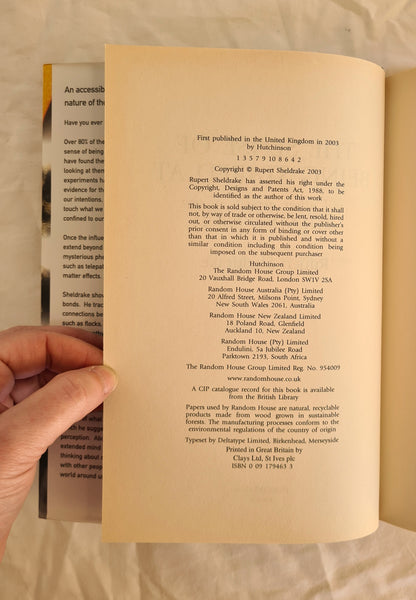 An accessibl
nature of the
Have you ever
Over 80% of the
sense of being
have found the
looking at them
experiments ha
evidence for the
our intentions.
touch what we
confined to our
Once the influe
extend beyond
mysterious phe
such as telepat
matter effects.
Sheldrake show
bonds. He trac
connections be
such as flocks,
which he sugge
perception. Ale
extended mind
thinking about
with other peop
world around u
First published in the United Kingdom in 2003
by Hutchinson
1 3 5 7 9 10 8 6 4 2
Copyright © Rupert Sheldrake 2003
Rupert Sheldrake has asserted his right under the
Copyright, Designs and Patents Act, 1988, to be
identified as the author of this work
This book is sold subject to the condition that it shall
not, by way of trade or otherwise, be lent, resold, hired
out, or otherwise circulated without the publisher's
prior consent in any form of binding or cover other
than that in which it is published and without a
similar condition including this condition being
imposed on the subsequent purchaser
Hutchinson
The Random House Group Limited
20 Vauxhall Bridge Road, London SW1V 2SA
Random House Australia (Pty) Limited
20 Alfred Street, Milsons Point, Sydney
New South Wales 2061, Australia
Random House New Zealand Limited
18 Poland Road, Glenfield
Auckland 10, New Zealand
Random House (Pty) Limited
Endulini, 5a Jubilee Road
Parktown 2193, South Africa
The Random House Group Limited Reg. No. 954009
www.randomhouse.co.uk
A CIP catalogue record for this book is available
from the British Library
Papers used by Random House are natural, recyclable
products made from wood grown in sustainable
forests. The manufacturing processes conform to the
environmental regulations of the country of origin
Typeset by Deltatype Limited, Birkenhead, Merseyside
Printed in Great Britain by
Clays Ltd, St Ives plc
ISBN 0 09 179463 3